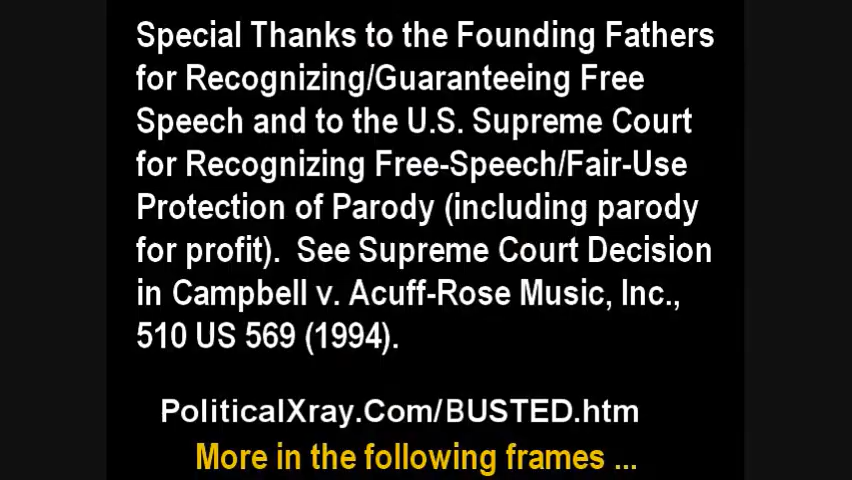 Special Thanks to the Founding Fathers
for Recognizing/Guaranteeing Free
Speech and to the U.S. Supreme Court
for Recognizing Free-Speech/Fair-Use
Protection of Parody (including parody
for profit).  See Supreme Court Decision
in Campbell v. Acuff-Rose Music, Inc.,
510 US 569 (1994).
PoliticalXray.Com/BUSTED.htm
More in the following frames ...